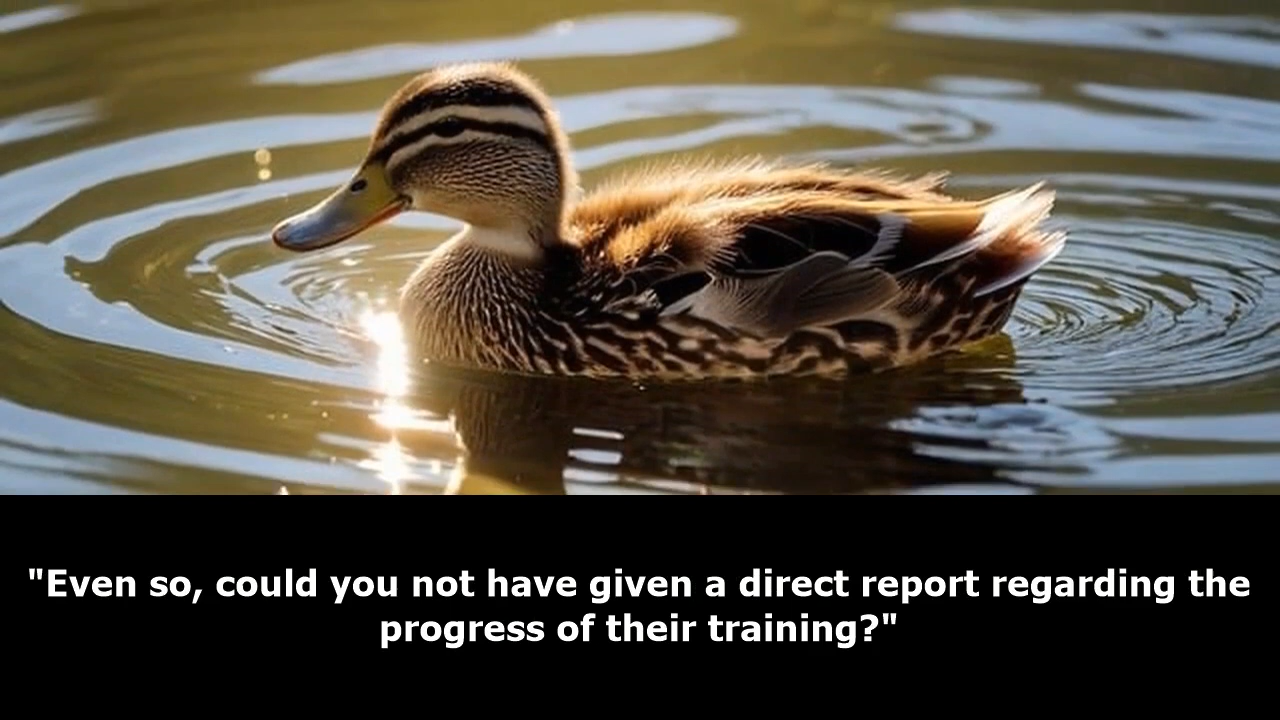 "Even so, could you not have given a direct report regarding the
progress of their training?"